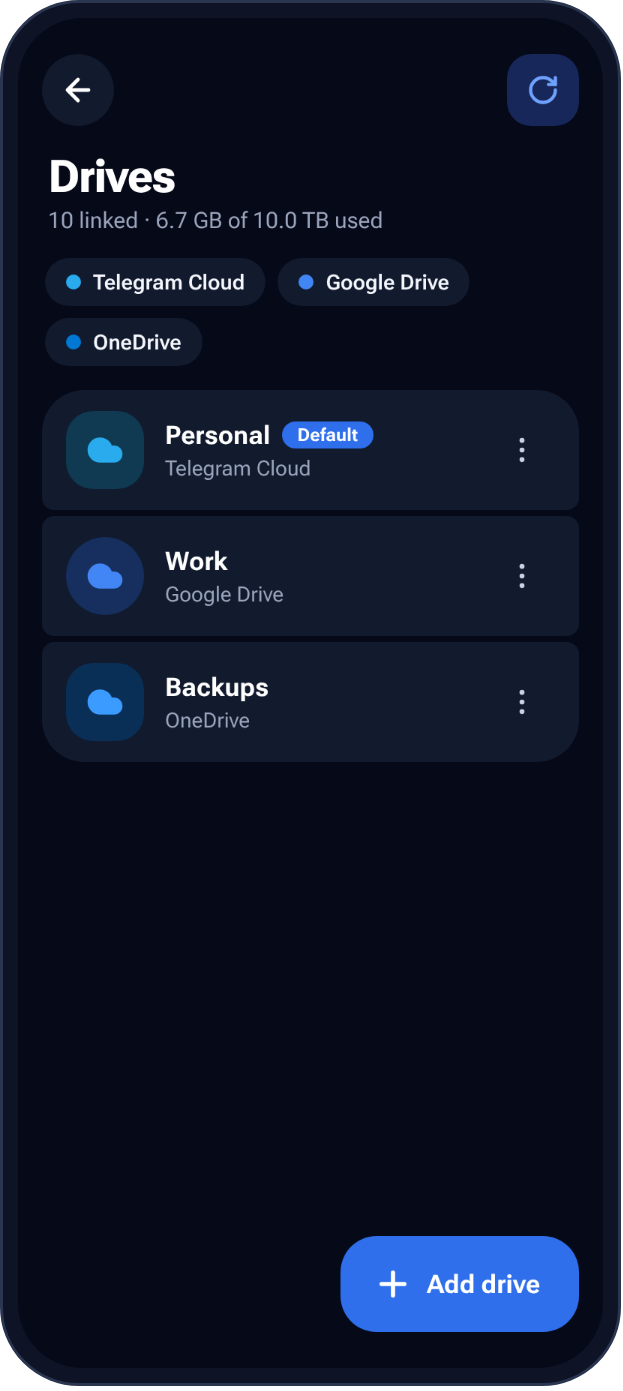 Drives
10 linked · 6.7 GB of 10.0 TB used
Telegram Cloud
Google Drive
OneDrive
Personal Default
Telegram Cloud
Work
Google Drive
Backups
OneDrive
Add drive